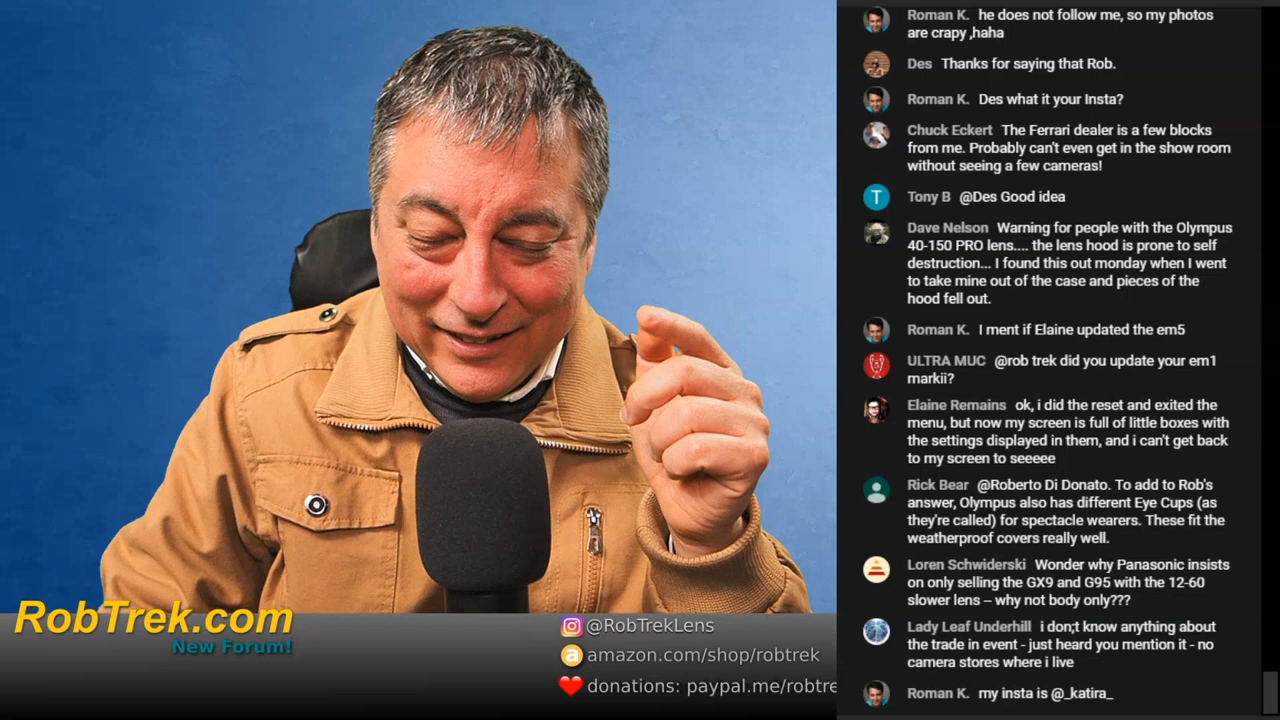 RobTrek.com
New Forum!
@RobTrekLens
a
amazon.com/shop/robtrek
donations: paypal.me/robtre
Roman K. he does not follow me, so my photos
are crapy ,haha
Des Thanks for saying that Rob.
Roman K. Des what it your Insta?
Chuck Eckert The Ferrari dealer is a few blocks
from me. Probably can't even get in the show room
without seeing a few cameras!
T Tony B @Des Good idea
Dave Nelson Warning for people with the Olympus
40-150 PRO lens.... the lens hood is prone to self
destruction... I found this out monday when I went
to take mine out of the case and pieces of the
hood fell out.
Roman K. I ment if Elaine updated the em5
ULTRA MUC @rob trek did you update your em1
markii?
Elaine Remains ok, i did the reset and exited the
menu, but now my screen is full of little boxes with
the settings displayed in them, and i can't get back
to my screen to seeeee
Rick Bear @Roberto Di Donato. To add to Rob's
answer, Olympus also has different Eye Cups (as
they're called) for spectacle wearers. These fit the
weatherproof covers really well.
Loren Schwiderski Wonder why Panasonic insists
on only selling the GX9 and G95 with the 12-60
slower lens – why not body only???
Lady Leaf Underhill i don;t know anything about
the trade in event - just heard you mention it - no
camera stores where i live
Roman K. my insta is @_katira_